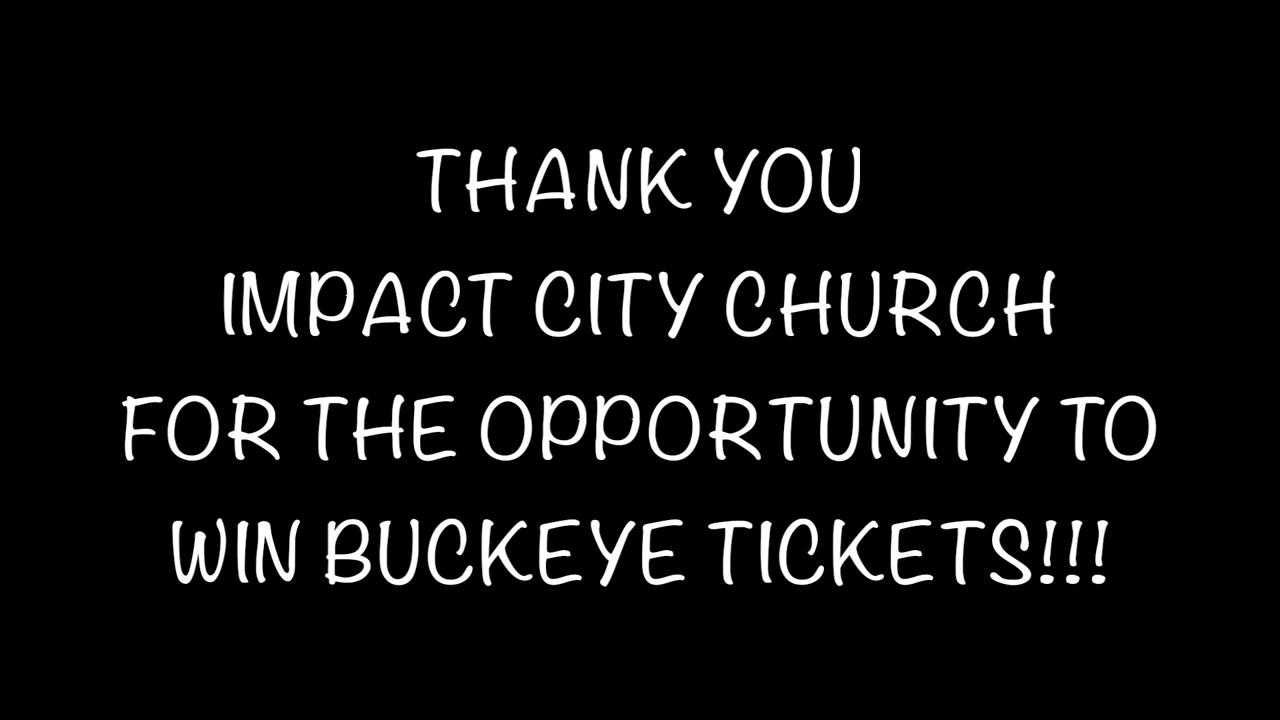 THANK YOU
IMPACT CITY CHURCH
FOR THE OPPORTUNITY TO
WIN BUCKEYE TICKETS!!!